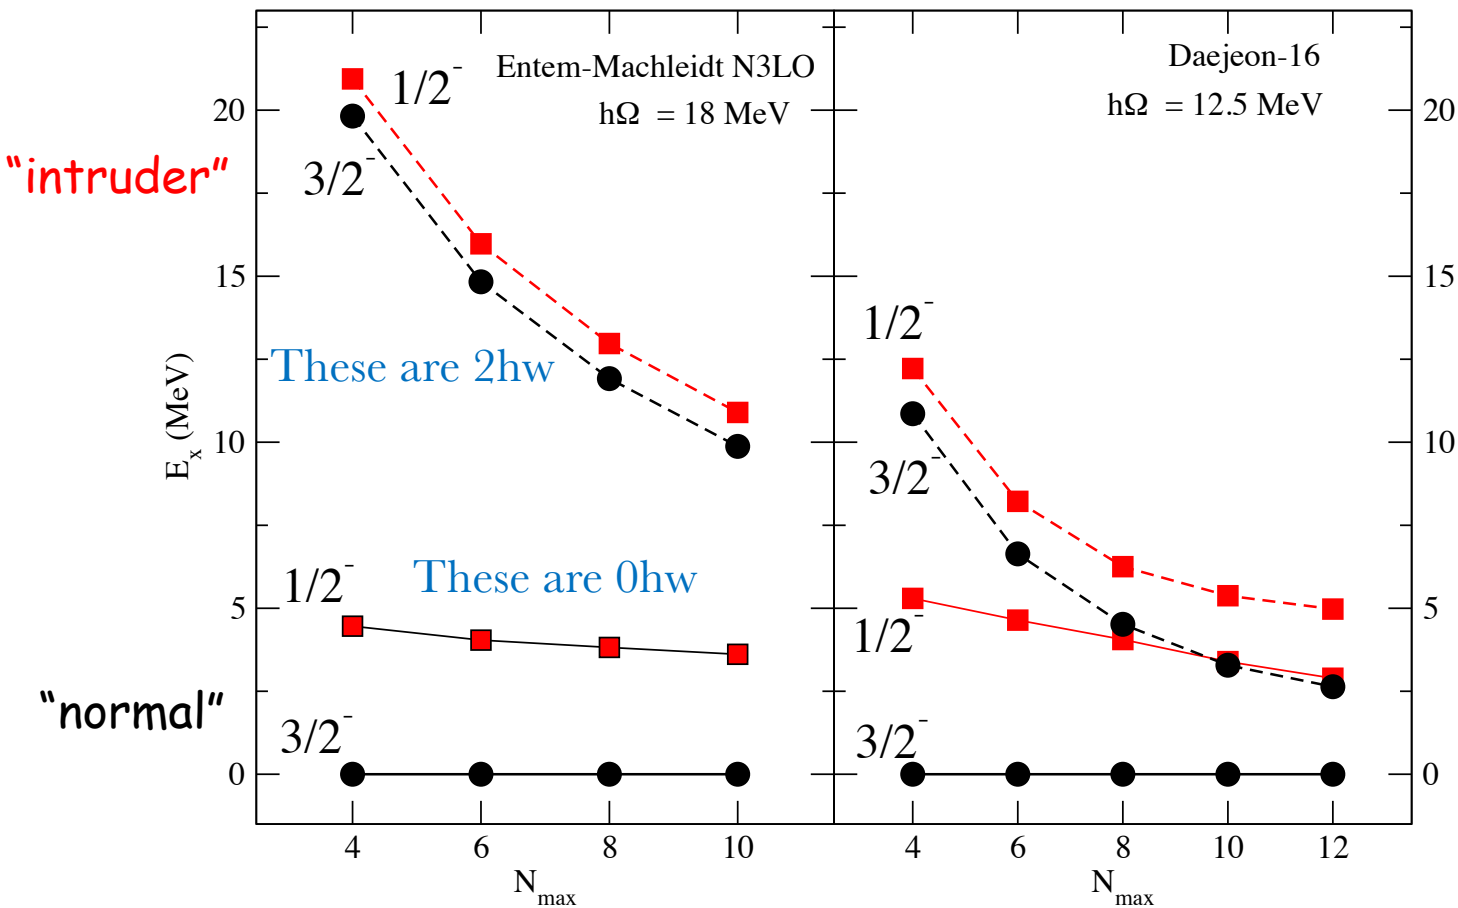 Entem-Machleidt N3LO
hΩ = 18 MeV
Daejeon-16
hΩ = 12.5 MeV
20
15
10
5
0
20
15
10
5
0
E_x (MeV)
"intruder"
"normal"
1/2⁻
3/2⁻
These are 2hw
These are 0hw
1/2⁻
3/2⁻
1/2⁻
3/2⁻
1/2⁻
3/2⁻
4 6 8 10
4 6 8 10 12
N_max
N_max